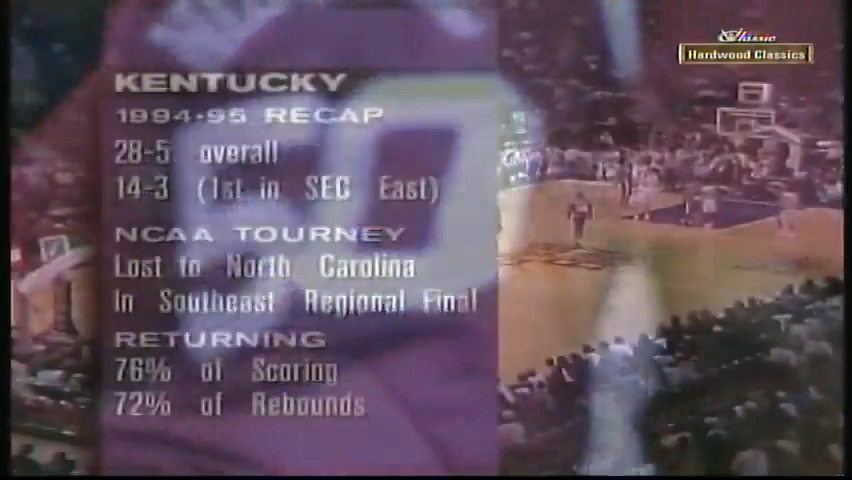 Classic
Hardwood Classics
KENTUCKY
1994-95 RECAP
28-5 overall
14-3 (1st in SEC East)
NCAA TOURNEY
Lost to North Carolina
In Southeast Regional Final
RETURNING
76% of Scoring
72% of Rebounds